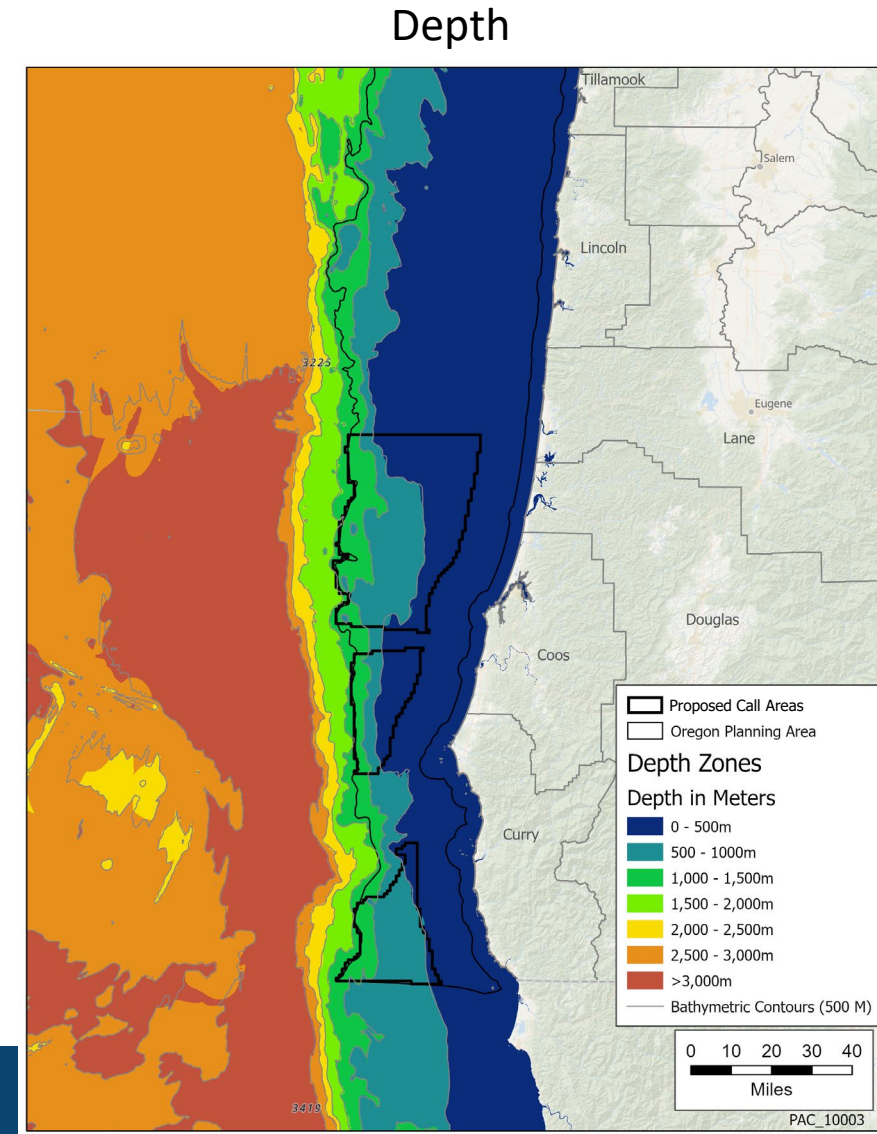 Depth
Tillamook
Salem
Lincoln
3225
Eugene
Lane
Douglas
Coos
Curry
3419
Proposed Call Areas
Oregon Planning Area
Depth Zones
Depth in Meters
0 - 500m
500 - 1000m
1,000 - 1,500m
1,500 - 2,000m
2,000 - 2,500m
2,500 - 3,000m
>3,000m
Bathymetric Contours (500 M)
0 10 20 30 40
Miles
PAC_10003